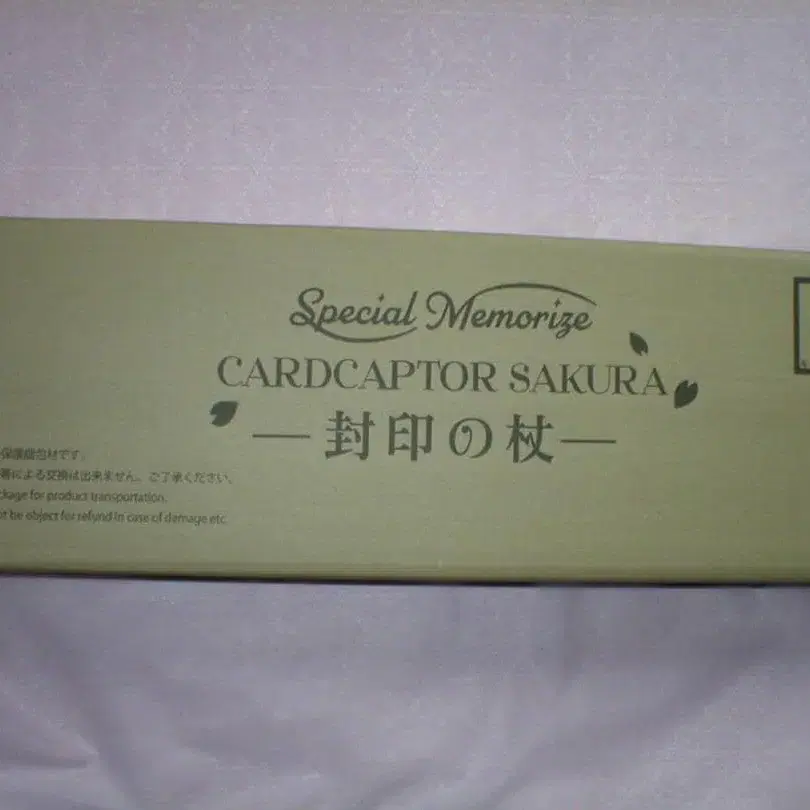 Special Memorize
CARDCAPTOR SAKURA
—封印の杖—
保護梱包材です。
よる交換は出来ません。ご了承ください。
ckage for product transportation.
ot be object for refund in case of damage etc.